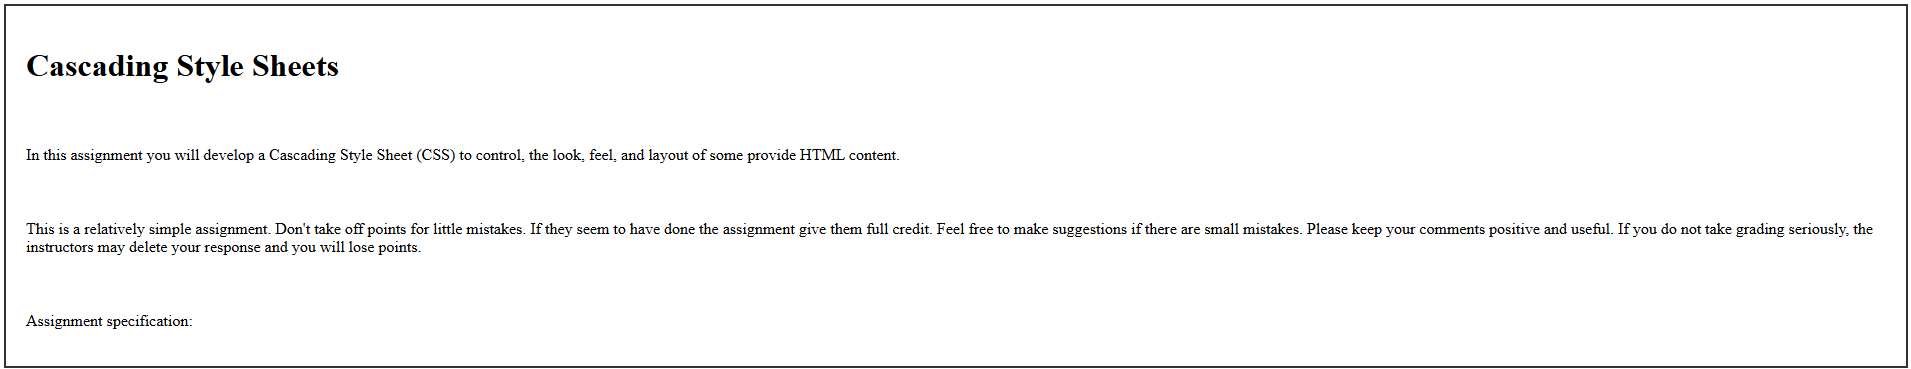 Cascading Style Sheets
In this assignment you will develop a Cascading Style Sheet (CSS) to control, the look, feel, and layout of some provide HTML content.
This is a relatively simple assignment. Don't take off points for little mistakes. If they seem to have done the assignment give them full credit. Feel free to make suggestions if there are small mistakes. Please keep your comments positive and useful. If you do not take grading seriously, the
instructors may delete your response and you will lose points.
Assignment specification: